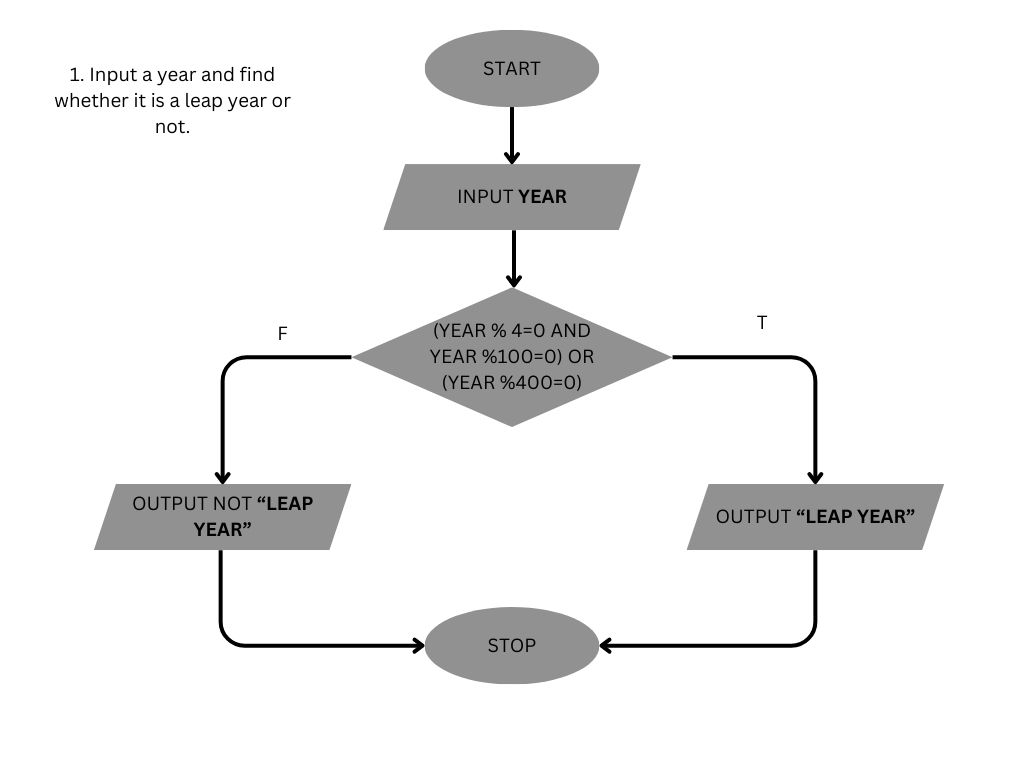 START
1. Input a year and find
whether it is a leap year or
not.
INPUT YEAR
F
T
(YEAR % 4=0 AND
YEAR %100=0) OR
(YEAR %400=0)
OUTPUT NOT “LEAP
YEAR”
OUTPUT “LEAP YEAR”
STOP